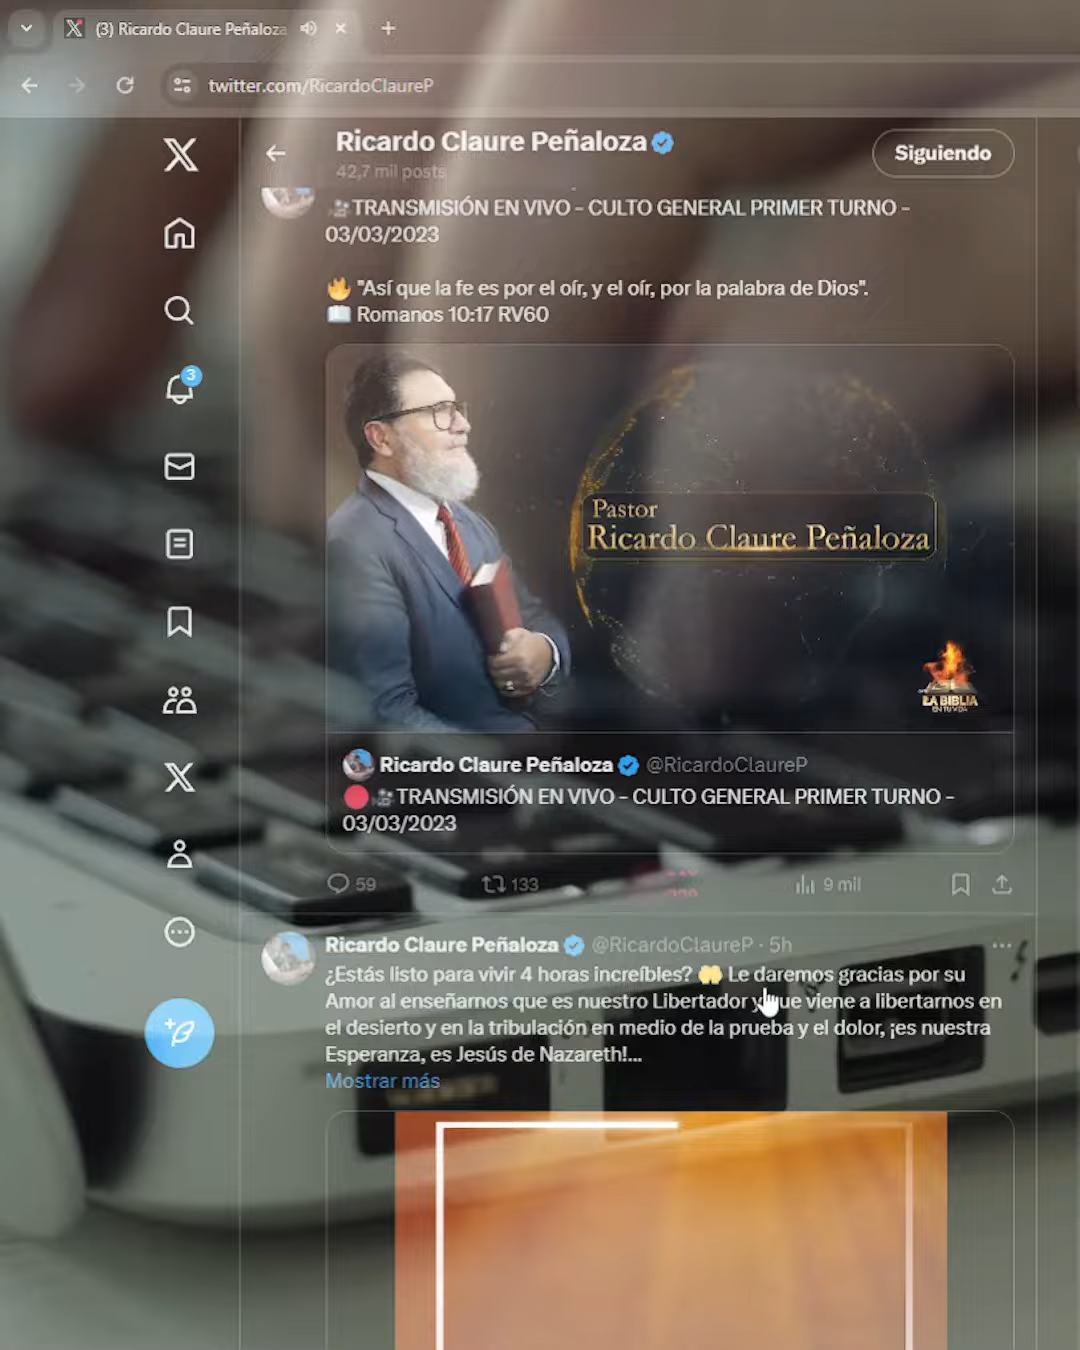 (3) Ricardo Claure Peñaloza
twitter.com/RicardoClaureP
Ricardo Claure Peñaloza
42,7 mil posts
Siguiendo
TRANSMISIÓN EN VIVO - CULTO GENERAL PRIMER TURNO -
03/03/2023
"Así que la fe es por el oír, y el oír, por la palabra de Dios".
Romanos 10:17 RV60
3
Pastor
Ricardo Claure Peñaloza
LA BIBLIA
EN TU VIDA
Ricardo Claure Peñaloza @RicardoClaureP
TRANSMISIÓN EN VIVO - CULTO GENERAL PRIMER TURNO -
03/03/2023
59 133 9 mil
Ricardo Claure Peñaloza @RicardoClaureP · 5h
¿Estás listo para vivir 4 horas increíbles? Le daremos gracias por su
Amor al enseñarnos que es nuestro Libertador y que viene a libertarnos en
el desierto y en la tribulación en medio de la prueba y el dolor, ¡es nuestra
Esperanza, es Jesús de Nazareth!...
Mostrar más